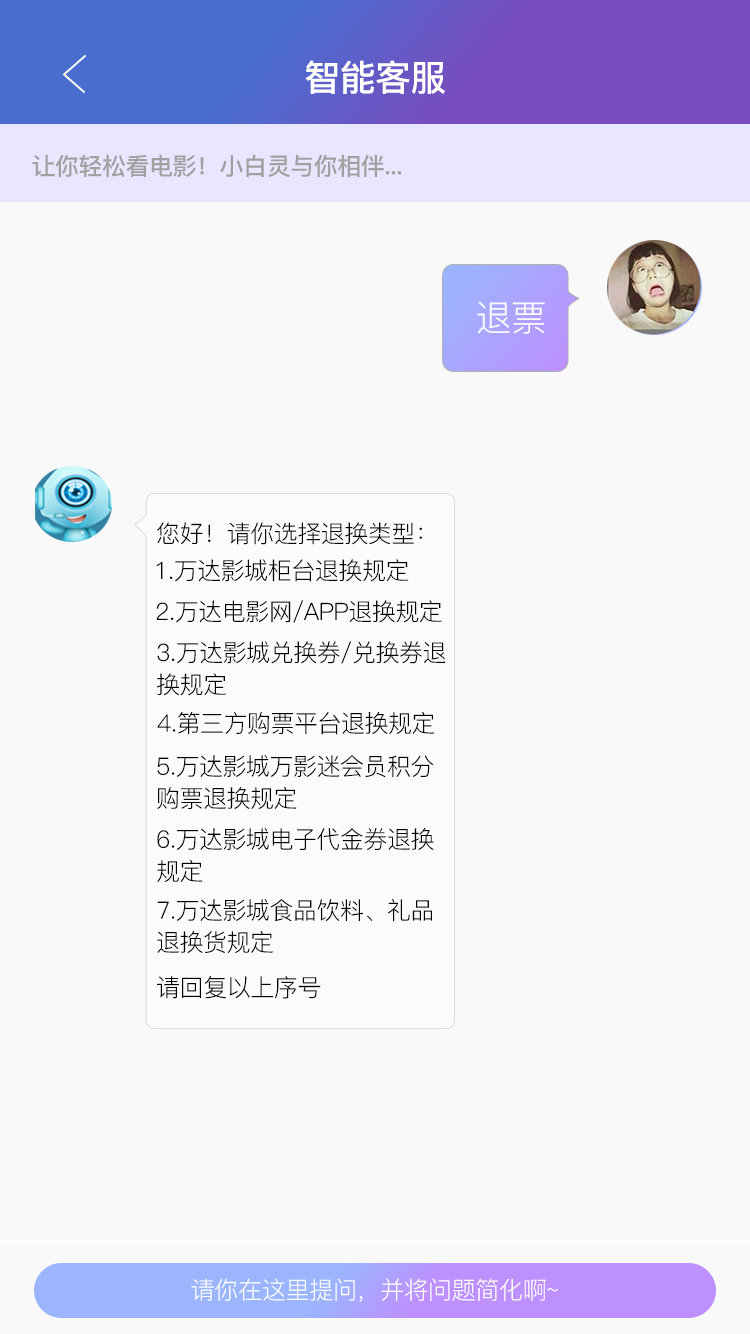 智能客服
让你轻松看电影！小白灵与你相伴...
退票
您好！请你选择退换类型：
1.万达影城柜台退换规定
2.万达电影网/APP退换规定
3.万达影城兑换券/兑换券退
换规定
4.第三方购票平台退换规定
5.万达影城万影迷会员积分
购票退换规定
6.万达影城电子代金券退换
规定
7.万达影城食品饮料、礼品
退换货规定
请回复以上序号
请你在这里提问，并将问题简化啊~